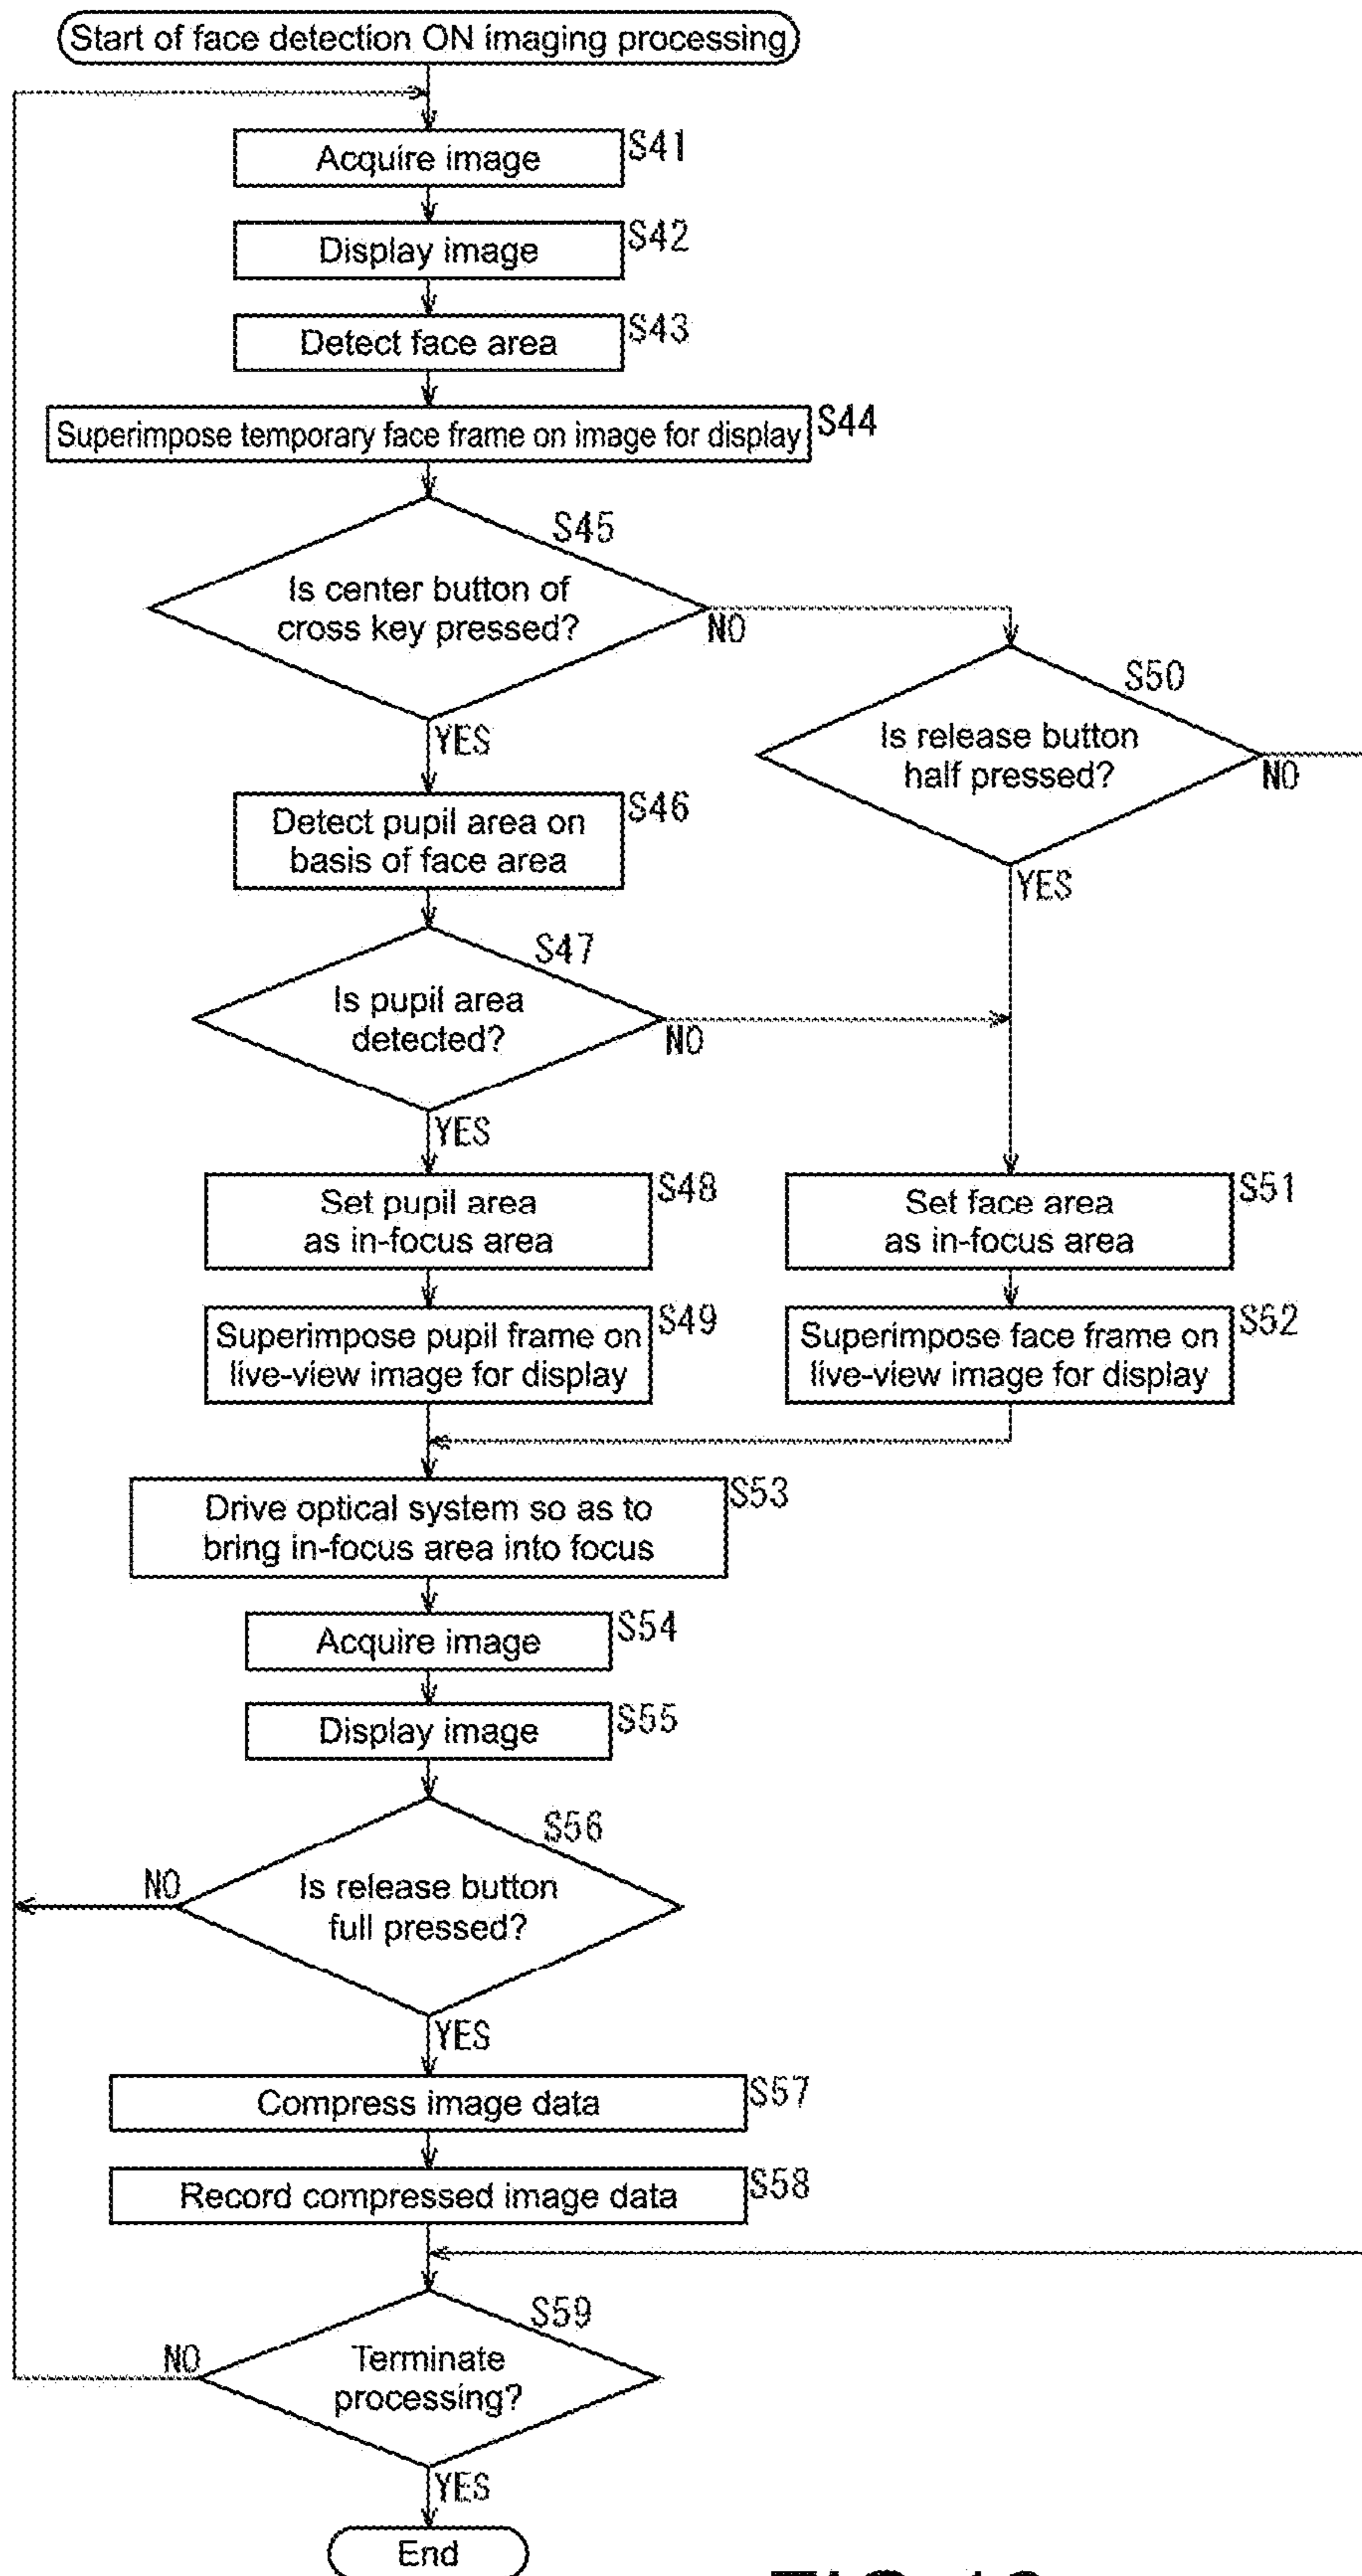 Start of face detection ON imaging processing
Acquire image
S41
Display image
S42
Detect face area
S43
Superimpose temporary face frame on image for display
S44
S45
Is center button of
cross key pressed?
NO
YES
S50
Is release button
half pressed?
NO
YES
Detect pupil area on
basis of face area
S46
S47
Is pupil area
detected?
NO
YES
Set pupil area
as in-focus area
S48
Set face area
as in-focus area
S51
Superimpose pupil frame on
live-view image for display
S49
Superimpose face frame on
live-view image for display
S52
Drive optical system so as to
bring in-focus area into focus
S53
Acquire image
S54
Display image
S55
S56
Is release button
full pressed?
NO
YES
Compress image data
S57
Record compressed image data
S58
S59
Terminate
processing?
NO
YES
End